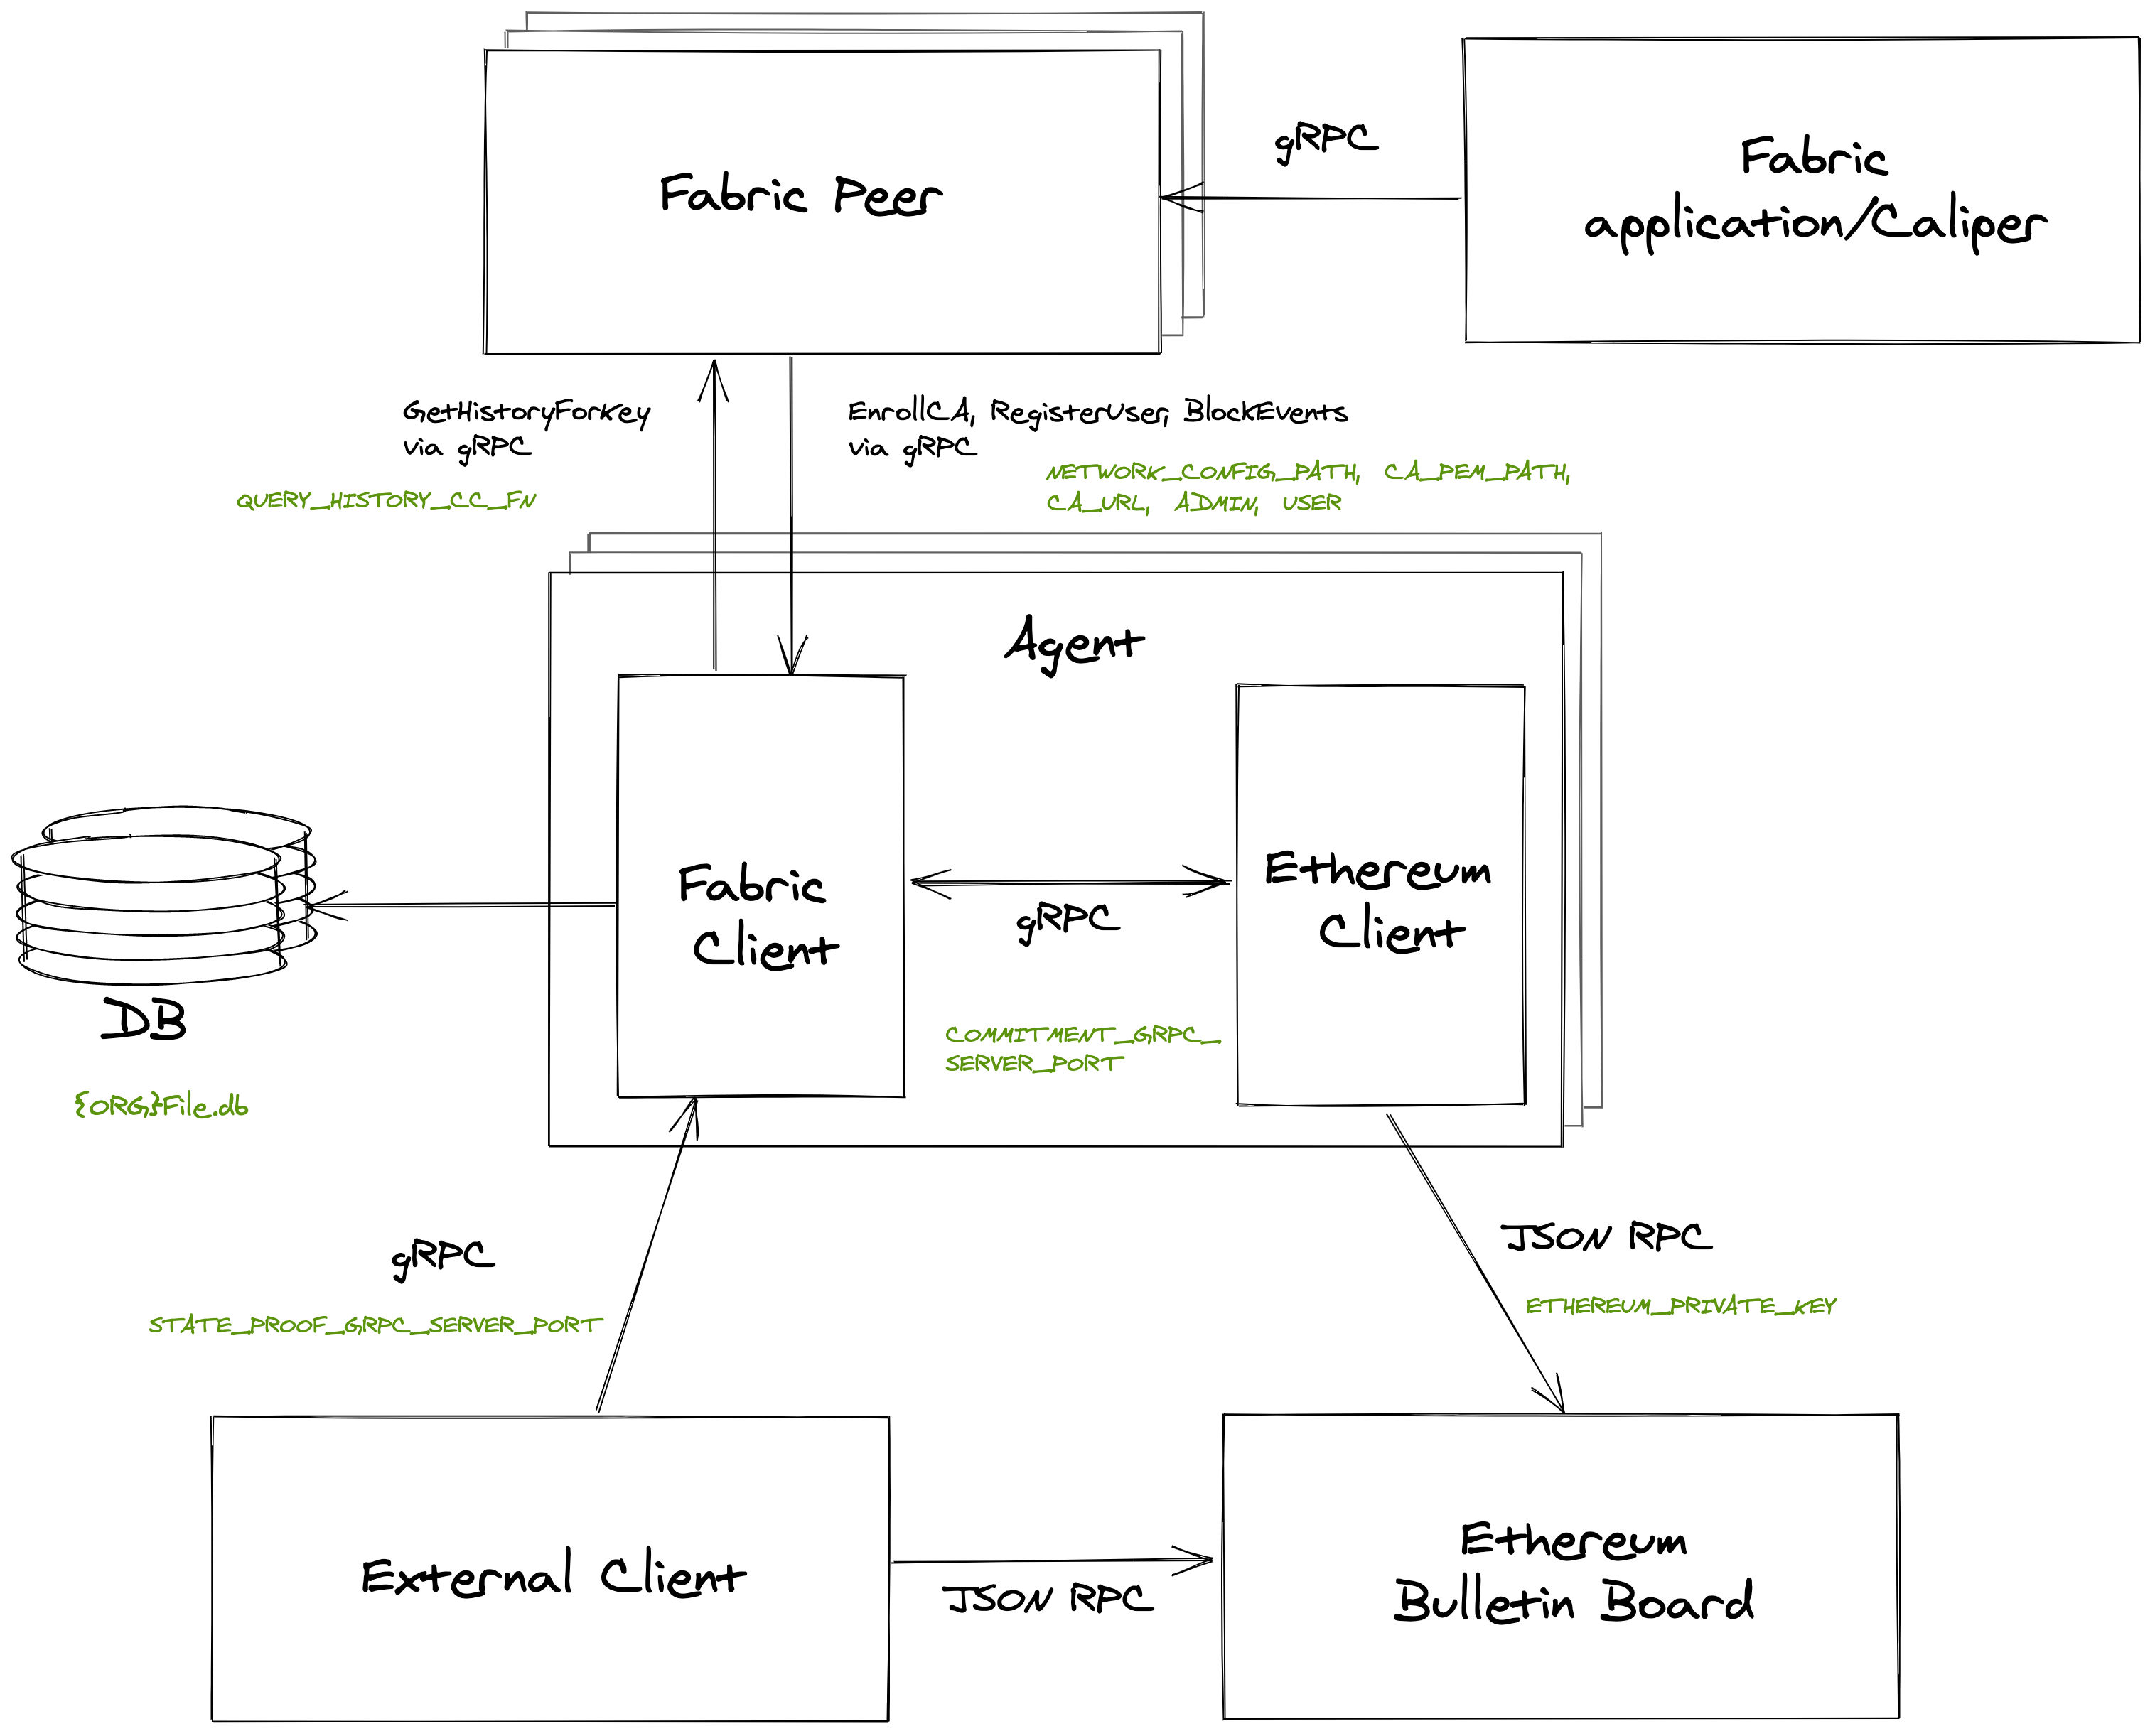 Fabric Peer
gRPC
Fabric
application/Caliper
GetHistoryForKey
via gRPC
QUERY_HISTORY_CC_FN
EnrollCA, RegisterUser, BlockEvents
via gRPC
NETWORK_CONFIG_PATH, CA_PEM_PATH,
CA_URL, ADMIN, USER
Agent
Fabric
Client
gRPC
Ethereum
Client
COMMITMENT_GRPC_
SERVER_PORT
DB
{ORG}File.db
gRPC
STATE_PROOF_GRPC_SERVER_PORT
JSON RPC
ETHEREUM_PRIVATE_KEY
External Client
JSON RPC
Ethereum
Bulletin Board